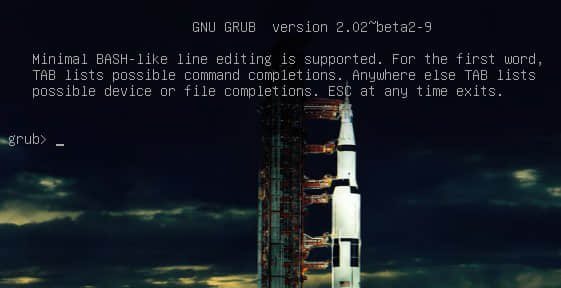 GNU GRUB  version 2.02~beta2-9
Minimal BASH-like line editing is supported. For the first word,
TAB lists possible command completions. Anywhere else TAB lists
possible device or file completions. ESC at any time exits.
grub> _